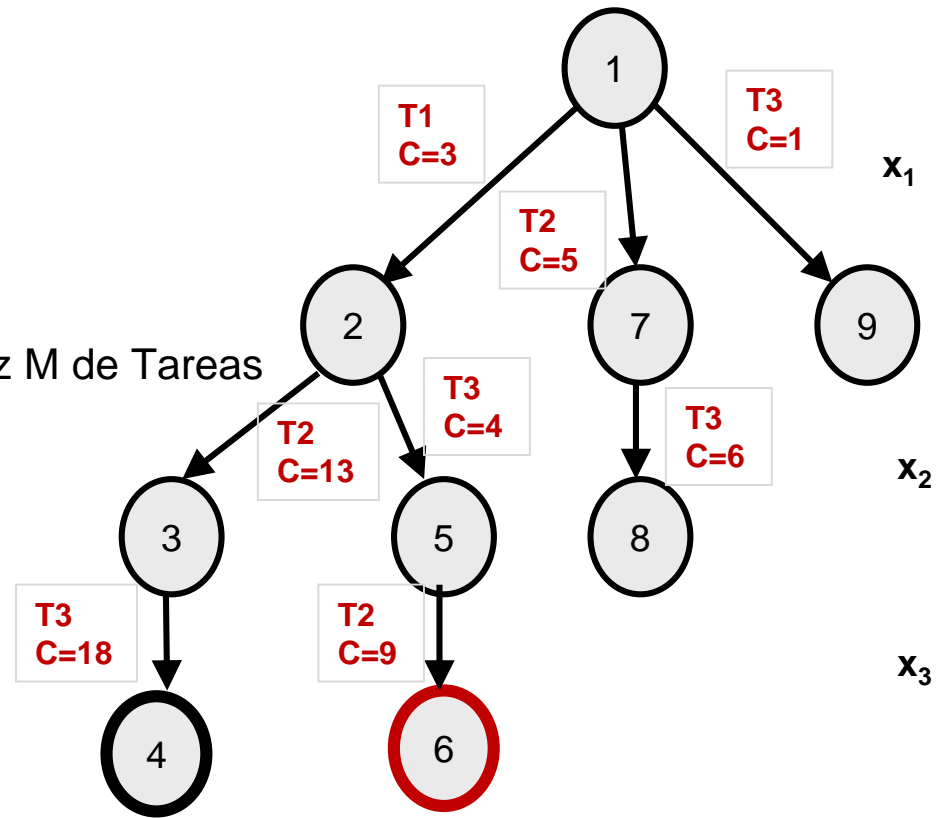 1
T1
C=3
T3
C=1
x₁
T2
C=5
2
7
9
z M de Tareas
T3
C=4
T2
C=13
T3
C=6
x₂
3
5
8
T3
C=18
T2
C=9
x₃
4
6